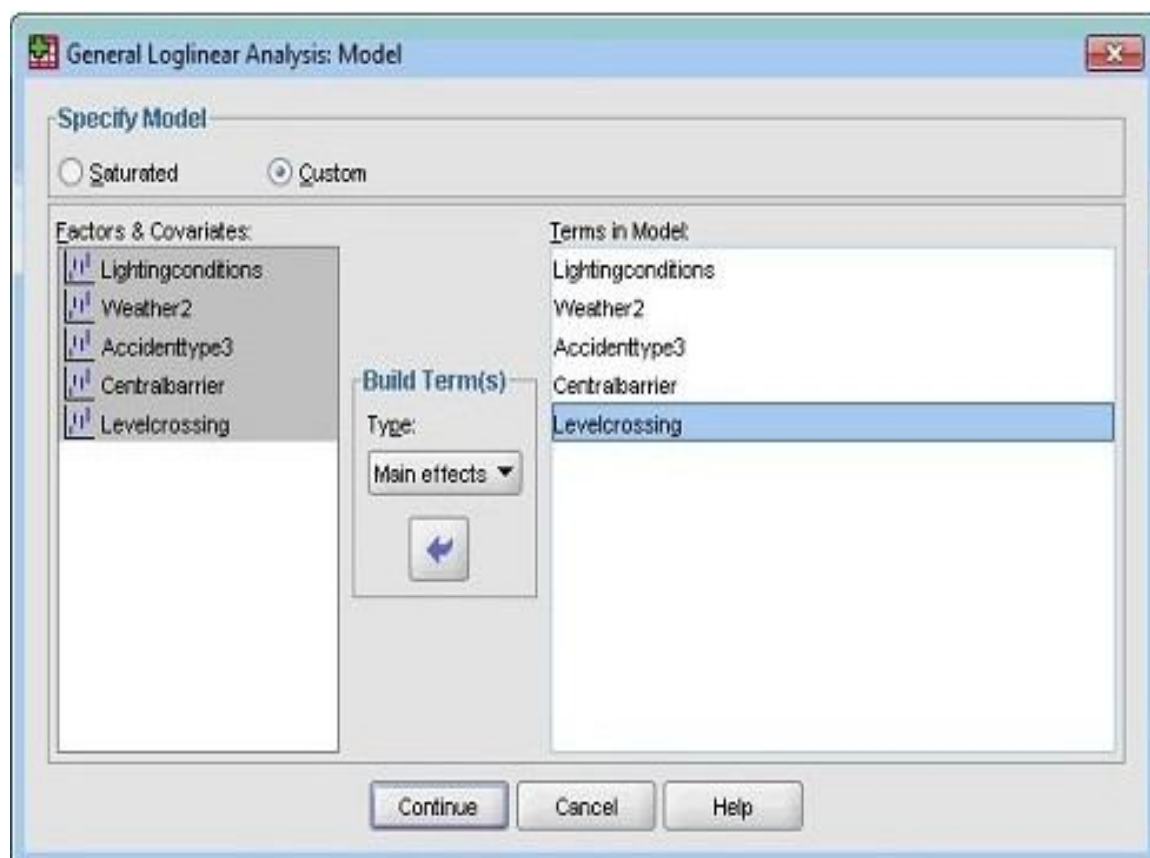 General Loglinear Analysis: Model
Specify Model
Saturated
Custom
Factors & Covariates:
Lightingconditions
Weather2
Accidenttype3
Centralbarrier
Levelcrossing
Build Term(s)
Type:
Main effects
Terms in Model:
Lightingconditions
Weather2
Accidenttype3
Centralbarrier
Levelcrossing
Continue
Cancel
Help